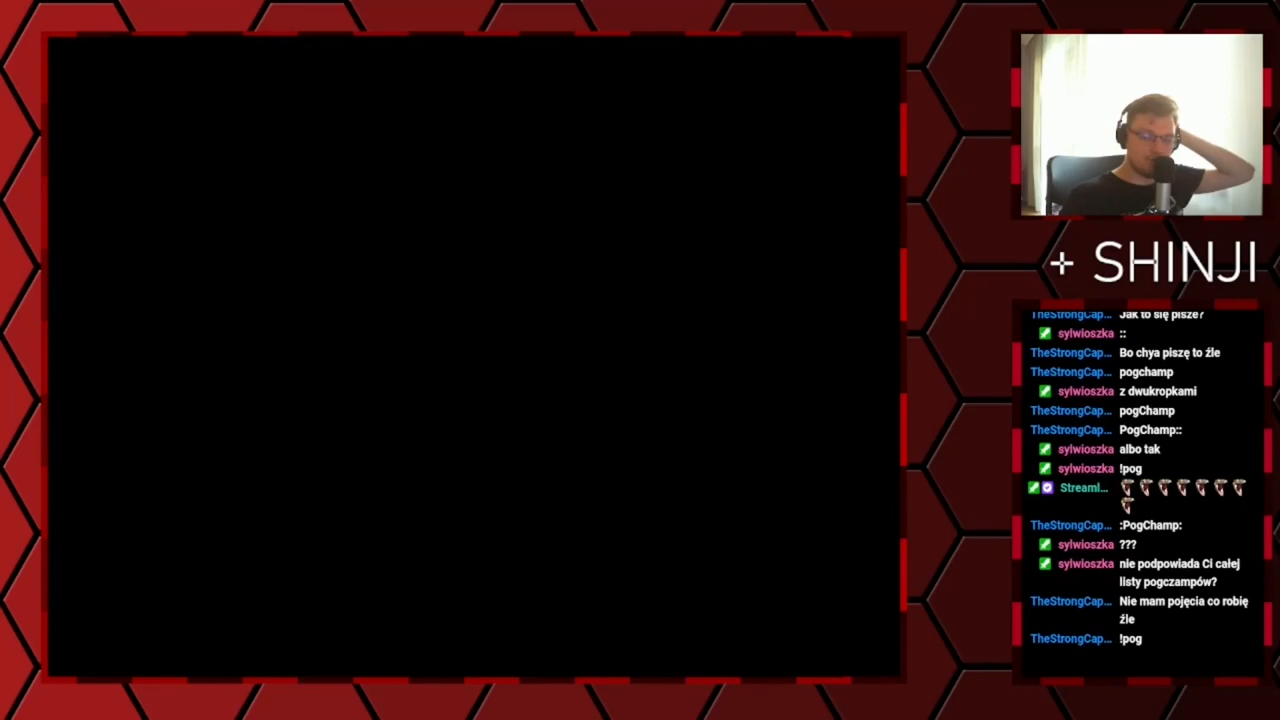 + SHINJI
TheStrongCap... Jak to się pisze?
sylwioszka ::
TheStrongCap... Bo chya piszę to źle
TheStrongCap... pogchamp
sylwioszka z dwukropkami
TheStrongCap... pogChamp
TheStrongCap... PogChamp::
sylwioszka albo tak
sylwioszka !pog
Streaml...
TheStrongCap... :PogChamp:
sylwioszka ???
sylwioszka nie podpowiada Ci całej
listy pogczampów?
TheStrongCap... Nie mam pojęcia co robię
źle
TheStrongCap... !pog